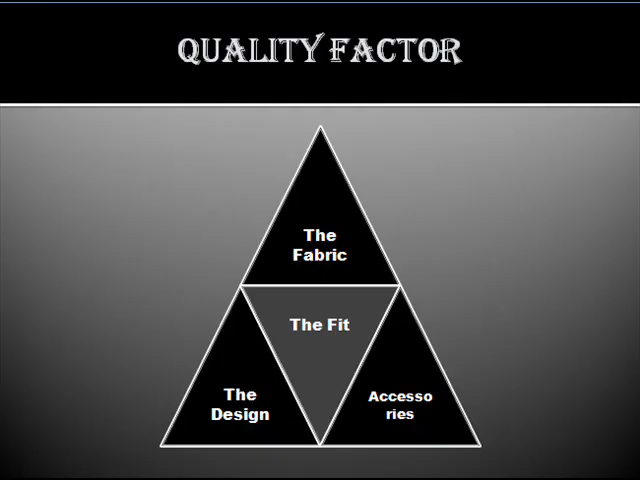 QUALITY FACTOR
The
Fabric
The Fit
The
Design
Accesso
ries